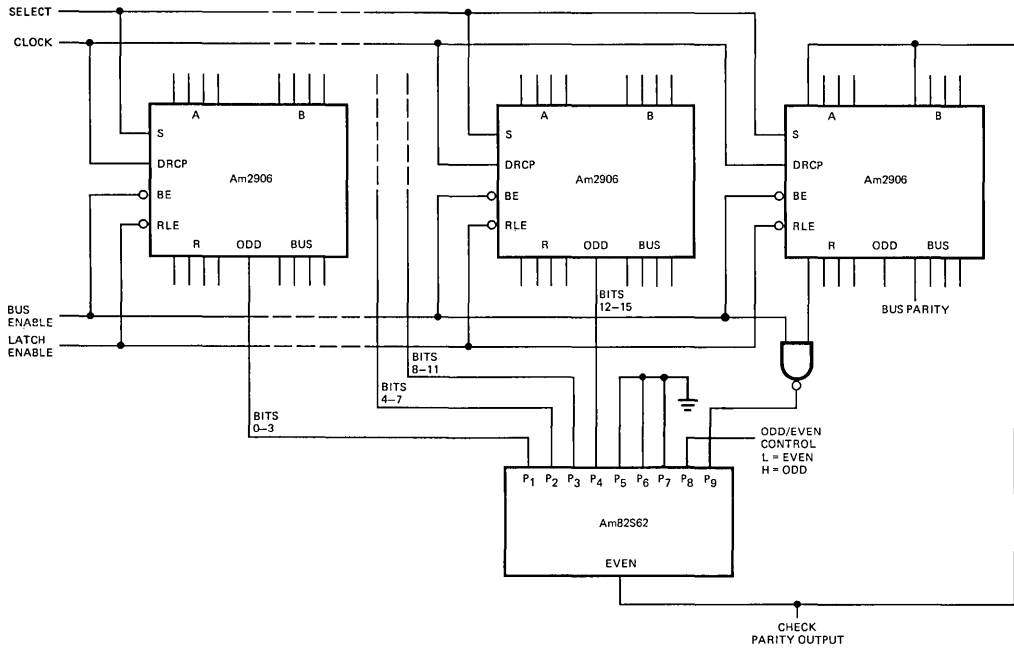 SELECT
CLOCK
A B
S
DRCP
Am2906
BE
RLE
R ODD BUS
A B
S
DRCP
Am2906
BE
RLE
R ODD BUS
A B
S
DRCP
Am2906
BE
RLE
R ODD BUS
BUS
ENABLE
LATCH
ENABLE
BITS
12–15
BUS PARITY
BITS
8–11
BITS
4–7
BITS
0–3
ODD/EVEN
CONTROL
L = EVEN
H = ODD
P1 P2 P3 P4 P5 P6 P7 P8 P9
Am82S62
EVEN
CHECK
PARITY OUTPUT